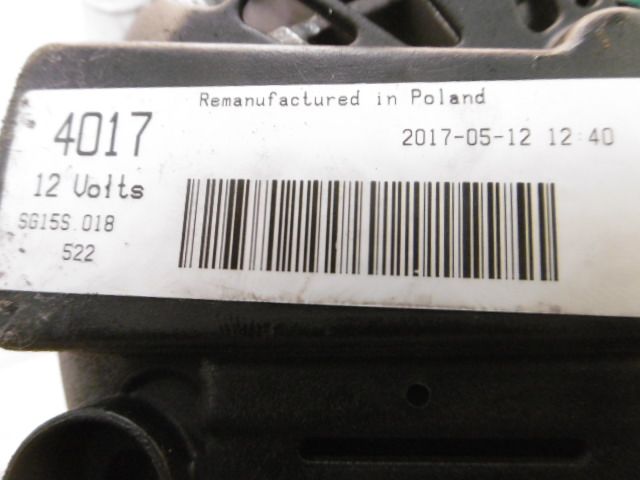 Remanufactured in Poland
4017
2017-05-12 12:40
12 Volts
SG15S.018
522